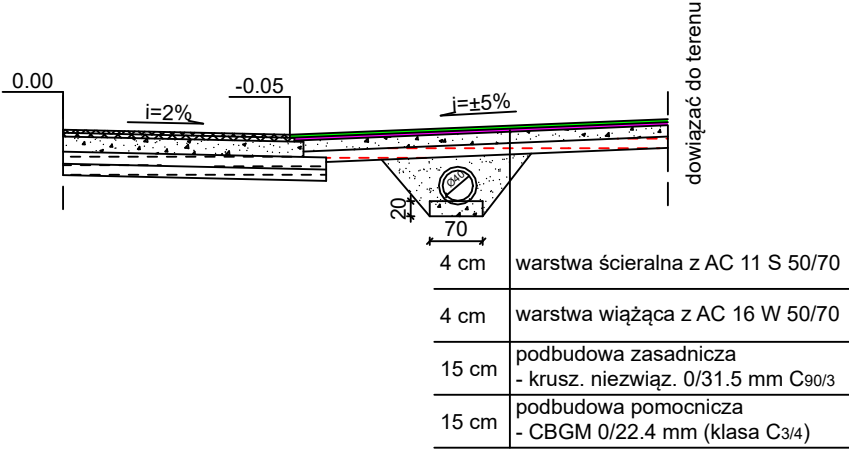 0.00
-0.05
i=2%
i=±5%
dowiązać do terenu
Ø40
20
70
4 cm warstwa ścieralna z AC 11 S 50/70
4 cm warstwa wiążąca z AC 16 W 50/70
15 cm podbudowa zasadnicza
- krusz. niezwiąz. 0/31.5 mm C90/3
15 cm podbudowa pomocnicza
- CBGM 0/22.4 mm (klasa C3/4)